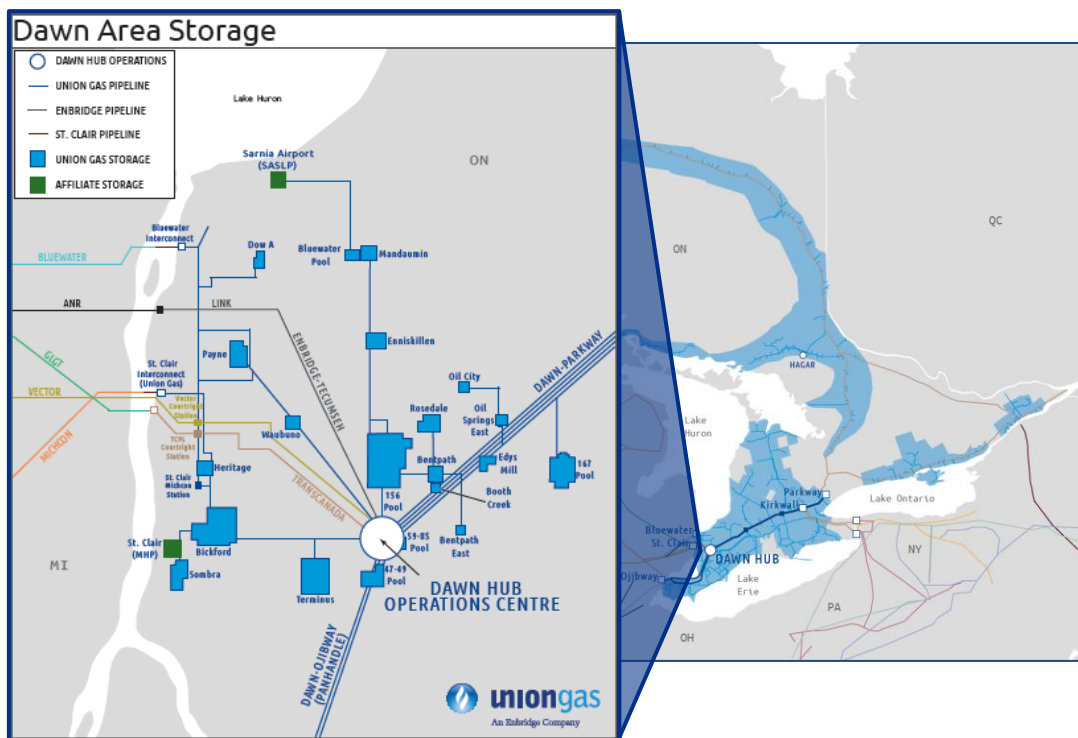 Dawn Area Storage
DAWN HUB OPERATIONS
UNION GAS PIPELINE
ENBRIDGE PIPELINE
ST. CLAIR PIPELINE
UNION GAS STORAGE
AFFILIATE STORAGE
Lake Huron
ON
Sarnia Airport
(SASLP)
Bluewater
Interconnect
Dow A
Bluewater
Pool
Mandaumin
BLUEWATER
ANR
LINK
ENBRIDGE-TECUMSEH
GLGT
Payne
Enniskillen
DAWN-PARKWAY
St. Clair
Interconnect
(Union Gas)
VECTOR
Vector
Courtright
Station
Oil City
Rosedale
Oil
Springs
East
Waubuno
MICHCON
TCPL
Courtright
Station
Heritage
St. Clair
Michcon
Station
TRANSCANADA
Bentpath
Edys
Mill
167
Pool
156
Pool
Booth
Creek
59-85
Pool
Bentpath
East
St. Clair
(MHP)
Bickford
MI
Sombra
Terminus
47-49
Pool
DAWN HUB
OPERATIONS CENTRE
DAWN-OJIBWAY
(PANHANDLE)
uniongas
An Enbridge Company
ON
QC
HAGAR
Lake
Huron
Parkway
Kirkwall
Lake Ontario
Bluewater
St. Clair
DAWN HUB
NY
Ojibway
Lake
Erie
PA
OH